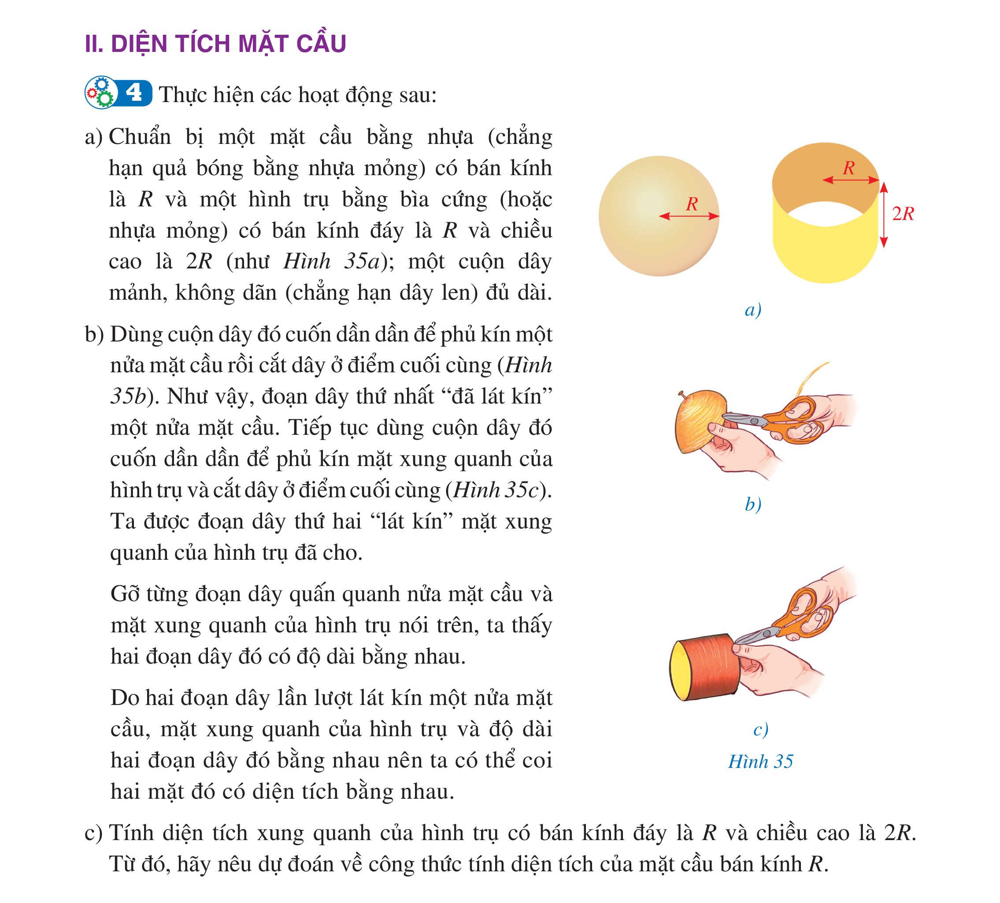 II. DIỆN TÍCH MẶT CẦU
4 Thực hiện các hoạt động sau:
a) Chuẩn bị một mặt cầu bằng nhựa (chẳng
hạn quả bóng bằng nhựa mỏng) có bán kính
là R và một hình trụ bằng bìa cứng (hoặc
nhựa mỏng) có bán kính đáy là R và chiều
cao là 2R (như Hình 35a); một cuộn dây
mảnh, không dãn (chẳng hạn dây len) đủ dài.
R
R
2R
a)
b) Dùng cuộn dây đó cuốn dần dần để phủ kín một
nửa mặt cầu rồi cắt dây ở điểm cuối cùng (Hình
35b). Như vậy, đoạn dây thứ nhất “đã lát kín”
một nửa mặt cầu. Tiếp tục dùng cuộn dây đó
cuốn dần dần để phủ kín mặt xung quanh của
hình trụ và cắt dây ở điểm cuối cùng (Hình 35c).
Ta được đoạn dây thứ hai “lát kín” mặt xung
quanh của hình trụ đã cho.
b)
Gỡ từng đoạn dây quấn quanh nửa mặt cầu và
mặt xung quanh của hình trụ nói trên, ta thấy
hai đoạn dây đó có độ dài bằng nhau.
Do hai đoạn dây lần lượt lát kín một nửa mặt
cầu, mặt xung quanh của hình trụ và độ dài
hai đoạn dây đó bằng nhau nên ta có thể coi
hai mặt đó có diện tích bằng nhau.
c)
Hình 35
c) Tính diện tích xung quanh của hình trụ có bán kính đáy là R và chiều cao là 2R.
Từ đó, hãy nêu dự đoán về công thức tính diện tích của mặt cầu bán kính R.